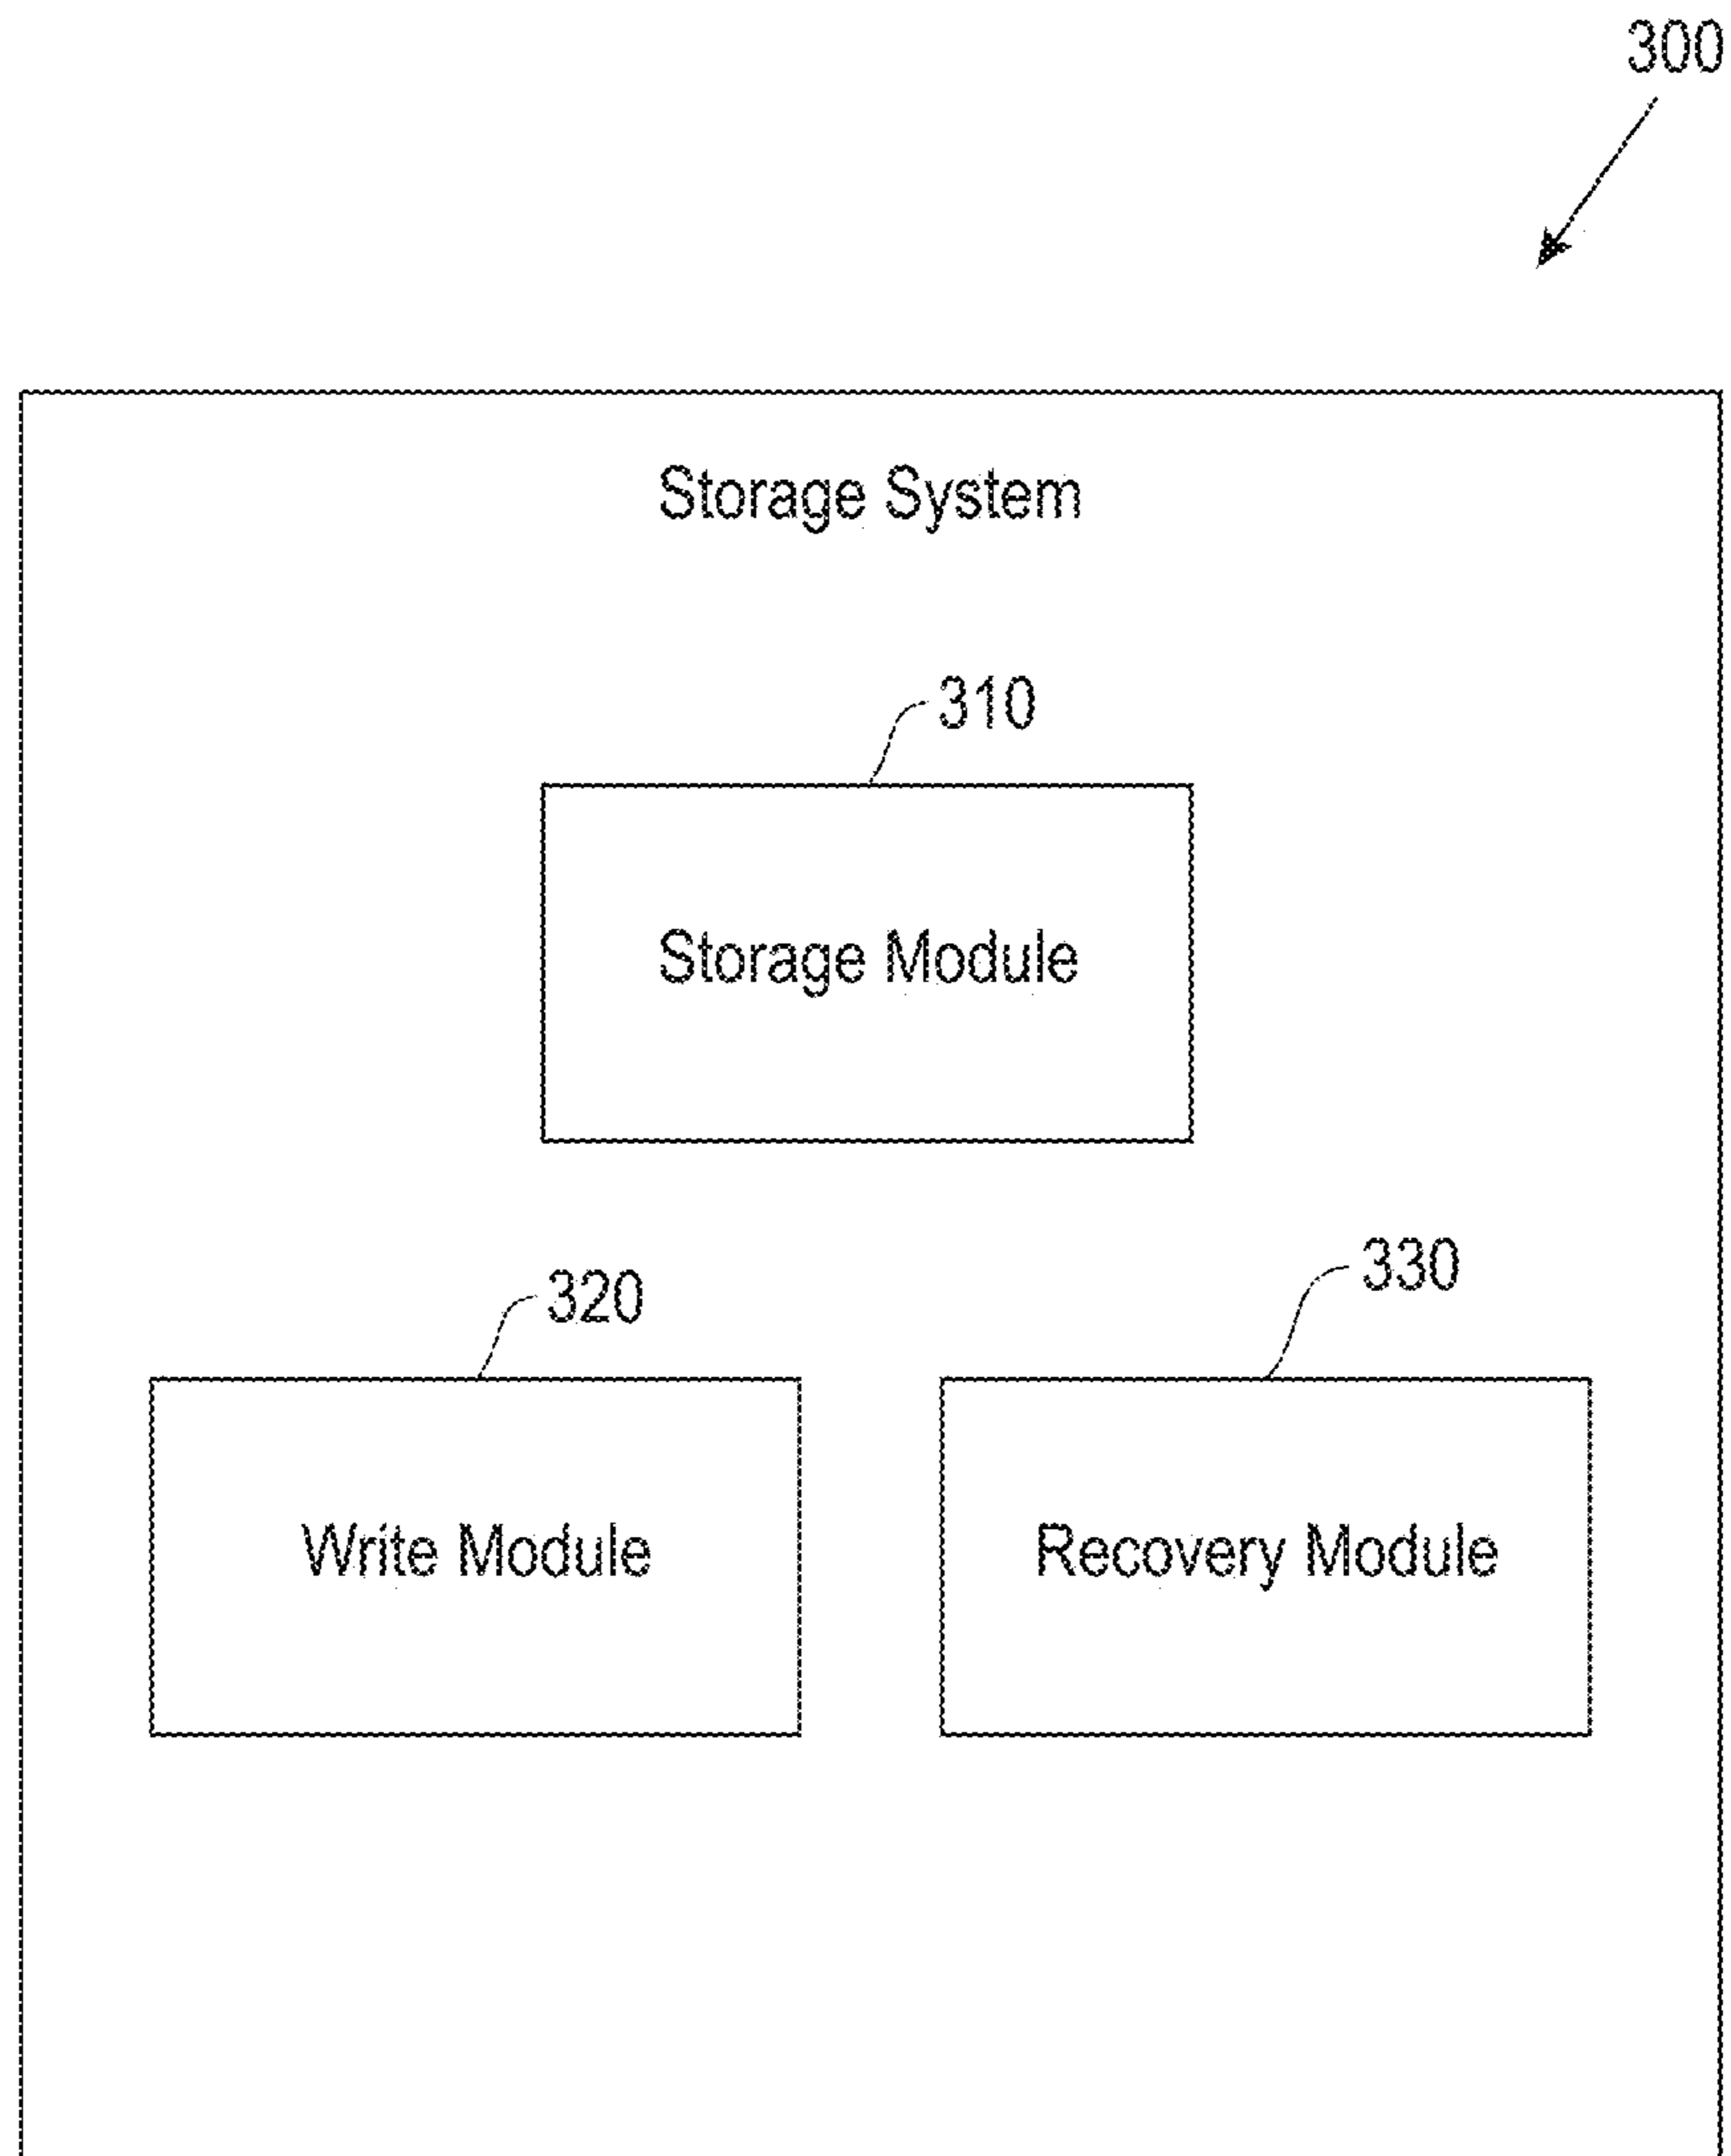 300
Storage System
310
Storage Module
320
330
Write Module
Recovery Module